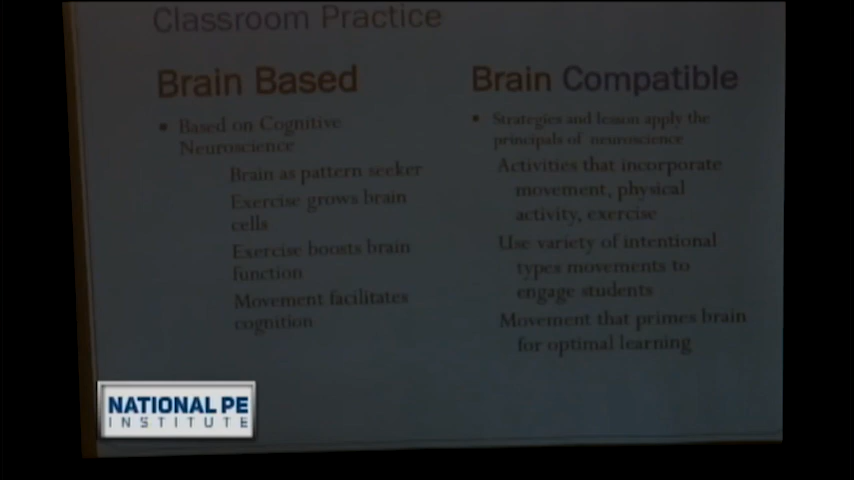 Classroom Practice
Brain Based
• Based on Cognitive
Neuroscience
Brain as pattern seeker
Exercise grows brain
cells
Exercise boosts brain
function
Movement facilitates
cognition
Brain Compatible
• Strategies and lesson apply the
principals of neuroscience
Activities that incorporate
movement, physical
activity, exercise
Use variety of intentional
types movements to
engage students
Movement that primes brain
for optimal learning
NATIONAL PE
INSTITUTE